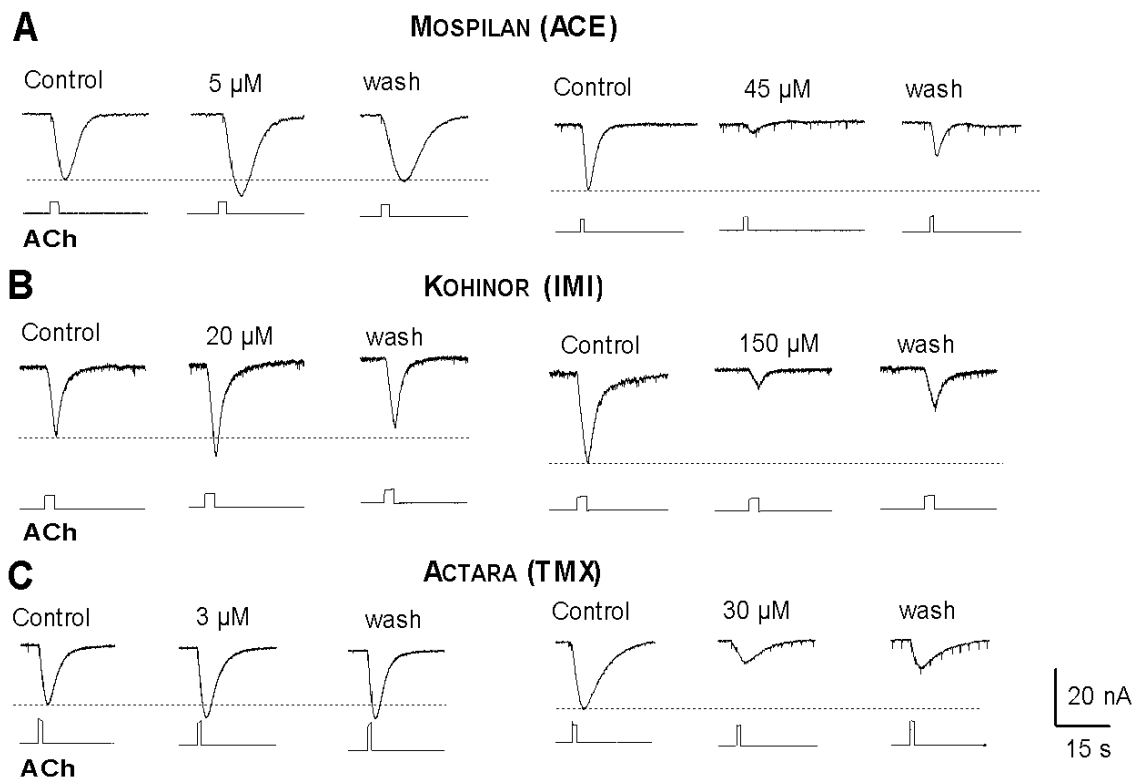 A
MOSPILAN (ACE)
Control 5 µM wash Control 45 µM wash
ACh
B
KOHINOR (IMI)
Control 20 µM wash Control 150 µM wash
ACh
C
ACTARA (TMX)
Control 3 µM wash Control 30 µM wash
20 nA
15 s
ACh